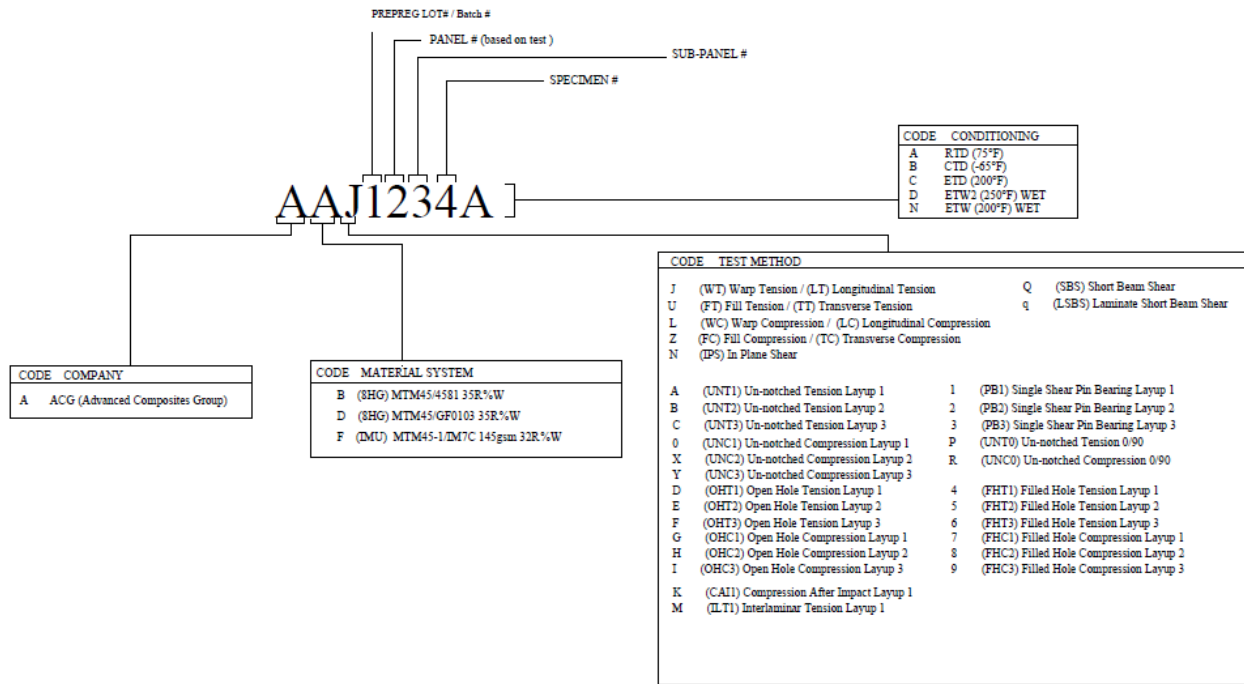 PREPREG LOT# / Batch #
PANEL # (based on test )
SUB-PANEL #
SPECIMEN #
AAJ1234A
CODE CONDITIONING
A RTD (75°F)
B CTD (-65°F)
C ETD (200°F)
D ETW2 (250°F) WET
N ETW (200°F) WET
CODE COMPANY
A ACG (Advanced Composites Group)
CODE MATERIAL SYSTEM
B (8HG) MTM45/4581 35R%W
D (8HG) MTM45/GF0103 35R%W
F (IMU) MTM45-1/IM7C 145gsm 32R%W
CODE TEST METHOD
J (WT) Warp Tension / (LT) Longitudinal Tension
U (FT) Fill Tension / (TT) Transverse Tension
L (WC) Warp Compression / (LC) Longitudinal Compression
Z (FC) Fill Compression / (TC) Transverse Compression
N (IPS) In Plane Shear
Q (SBS) Short Beam Shear
q (LSBS) Laminate Short Beam Shear
A (UNT1) Un-notched Tension Layup 1
B (UNT2) Un-notched Tension Layup 2
C (UNT3) Un-notched Tension Layup 3
0 (UNC1) Un-notched Compression Layup 1
X (UNC2) Un-notched Compression Layup 2
Y (UNC3) Un-notched Compression Layup 3
D (OHT1) Open Hole Tension Layup 1
E (OHT2) Open Hole Tension Layup 2
F (OHT3) Open Hole Tension Layup 3
G (OHC1) Open Hole Compression Layup 1
H (OHC2) Open Hole Compression Layup 2
I (OHC3) Open Hole Compression Layup 3
K (CAI1) Compression After Impact Layup 1
M (ILT1) Interlaminar Tension Layup 1
1 (PB1) Single Shear Pin Bearing Layup 1
2 (PB2) Single Shear Pin Bearing Layup 2
3 (PB3) Single Shear Pin Bearing Layup 3
P (UNT0) Un-notched Tension 0/90
R (UNC0) Un-notched Compression 0/90
4 (FHT1) Filled Hole Tension Layup 1
5 (FHT2) Filled Hole Tension Layup 2
6 (FHT3) Filled Hole Tension Layup 3
7 (FHC1) Filled Hole Compression Layup 1
8 (FHC2) Filled Hole Compression Layup 2
9 (FHC3) Filled Hole Compression Layup 3